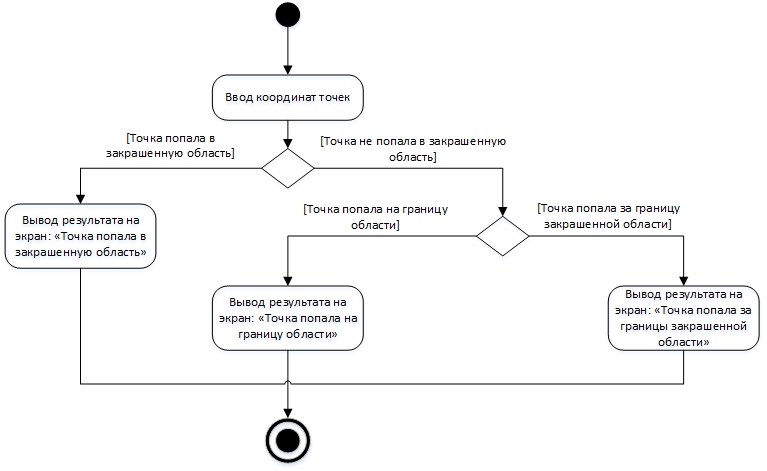 Ввод координат точек
[Точка попала в
закрашенную область]
[Точка не попала в закрашенную
область]
Вывод результата на
экран: «Точка попала в
закрашенную область»
[Точка попала на границу
области]
[Точка попала за границу
закрашенной области]
Вывод результата на
экран: «Точка попала на
границу области»
Вывод результата на
экран: «Точка попала за
границы закрашенной
области»